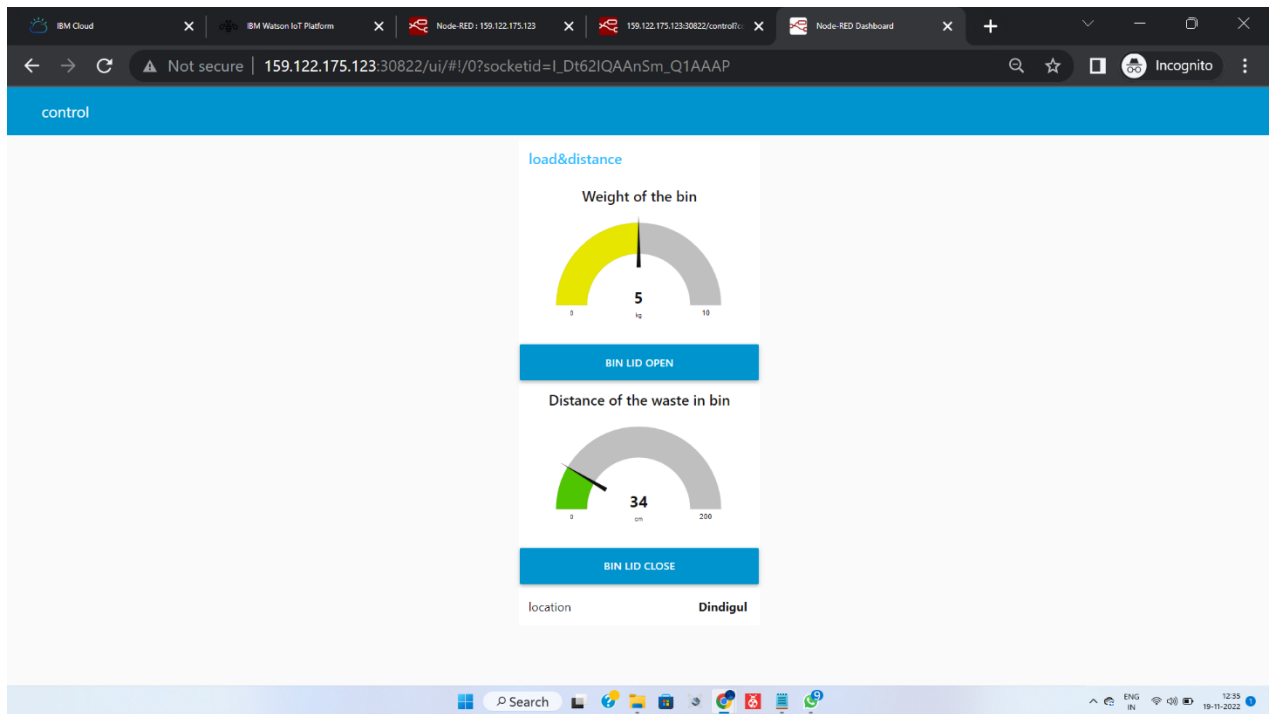 IBM Cloud
IBM Watson IoT Platform
Node-RED : 159.122.175.123
159.122.175.123:30822/control?cc
Node-RED Dashboard
Not secure
159.122.175.123:30822/ui/#!/0?socketid=I_Dt62IQAAnSm_Q1AAAP
Incognito
control
load&distance
Weight of the bin
5
0 kg 10
BIN LID OPEN
Distance of the waste in bin
34
0 cm 200
BIN LID CLOSE
location Dindigul
Search
9
ENG
IN
12:35
19-11-2022
1